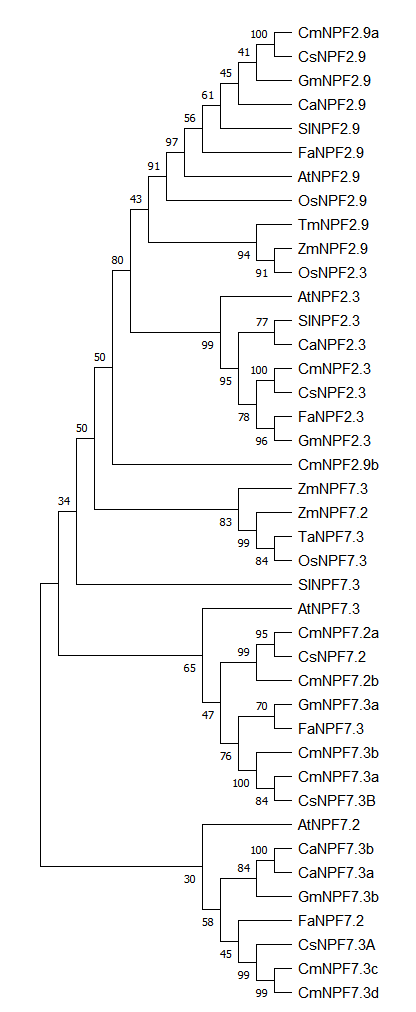 100
CmNPF2.9a
CsNPF2.9
41
GmNPF2.9
45
CaNPF2.9
61
SlNPF2.9
56
FaNPF2.9
97
AtNPF2.9
91
OsNPF2.9
43
TmNPF2.9
94
ZmNPF2.9
91
OsNPF2.3
80
AtNPF2.3
99
77
SlNPF2.3
CaNPF2.3
95
100
CmNPF2.3
CsNPF2.3
78
FaNPF2.3
96
GmNPF2.3
50
CmNPF2.9b
50
ZmNPF7.3
83
ZmNPF7.2
99
TaNPF7.3
84
OsNPF7.3
34
SlNPF7.3
AtNPF7.3
65
95
CmNPF7.2a
99
CsNPF7.2
CmNPF7.2b
47
70
GmNPF7.3a
FaNPF7.3
76
CmNPF7.3b
100
CmNPF7.3a
84
CsNPF7.3B
AtNPF7.2
30
100
CaNPF7.3b
84
CaNPF7.3a
GmNPF7.3b
58
FaNPF7.2
45
CsNPF7.3A
99
CmNPF7.3c
99
CmNPF7.3d